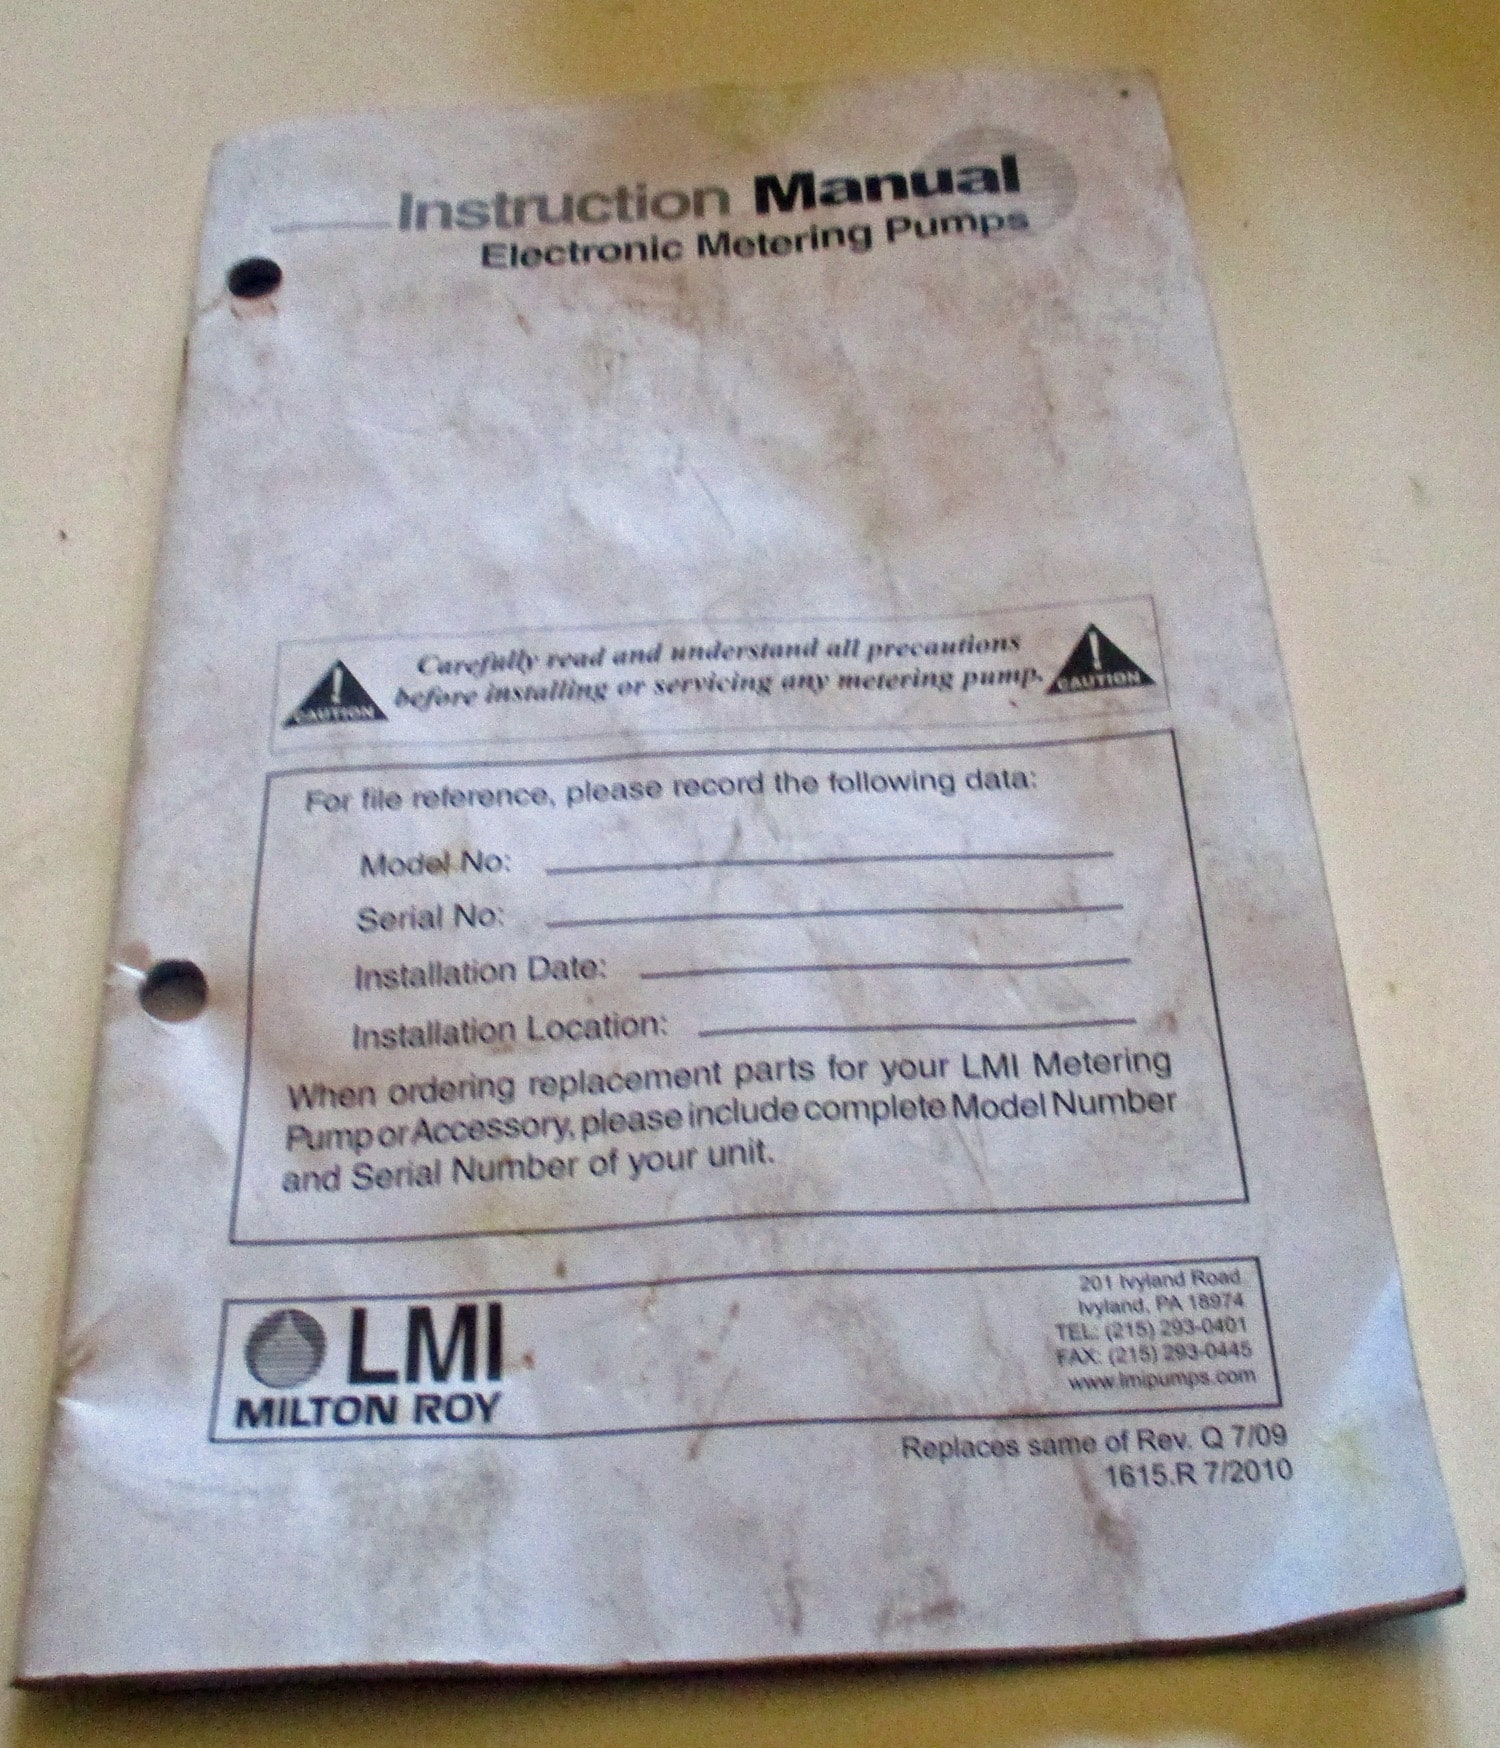 Instruction Manual
Electronic Metering Pumps
Carefully read and understand all precautions
before installing or servicing any metering pump.
CAUTION
CAUTION
For file reference, please record the following data:
Model No:
Serial No:
Installation Date:
Installation Location:
When ordering replacement parts for your LMI Metering
Pump or Accessory, please include complete Model Number
and Serial Number of your unit.
LMI
MILTON ROY
201 Ivyland Road
Ivyland, PA 18974
TEL: (215) 293-0401
FAX: (215) 293-0445
www.lmipumps.com
Replaces same of Rev. Q 7/09
1615.R 7/2010